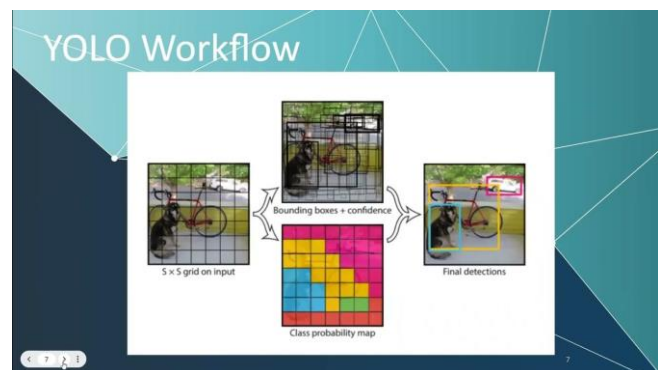 YOLO Workflow
Bounding boxes + confidence
S × S grid on input
Final detections
Class probability map
7
7